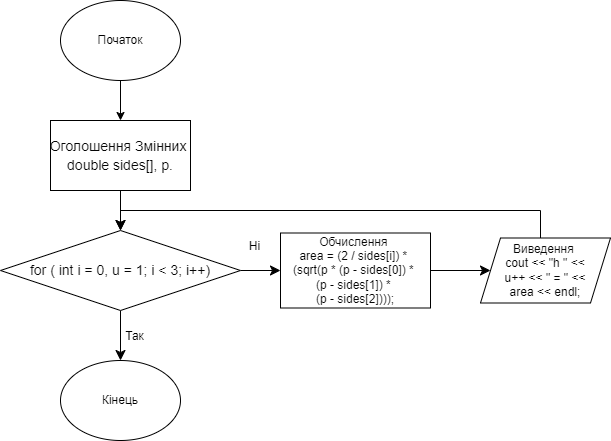 Початок
Оголошення Змінних
double sides[], p.
for ( int i = 0, u = 1; i < 3; i++)
Ні
Обчислення
area = (2 / sides[i]) *
(sqrt(p * (p - sides[0]) *
(p - sides[1]) *
(p - sides[2])));
Виведення
cout << "h " <<
u++ << " = " <<
area << endl;
Так
Кінець